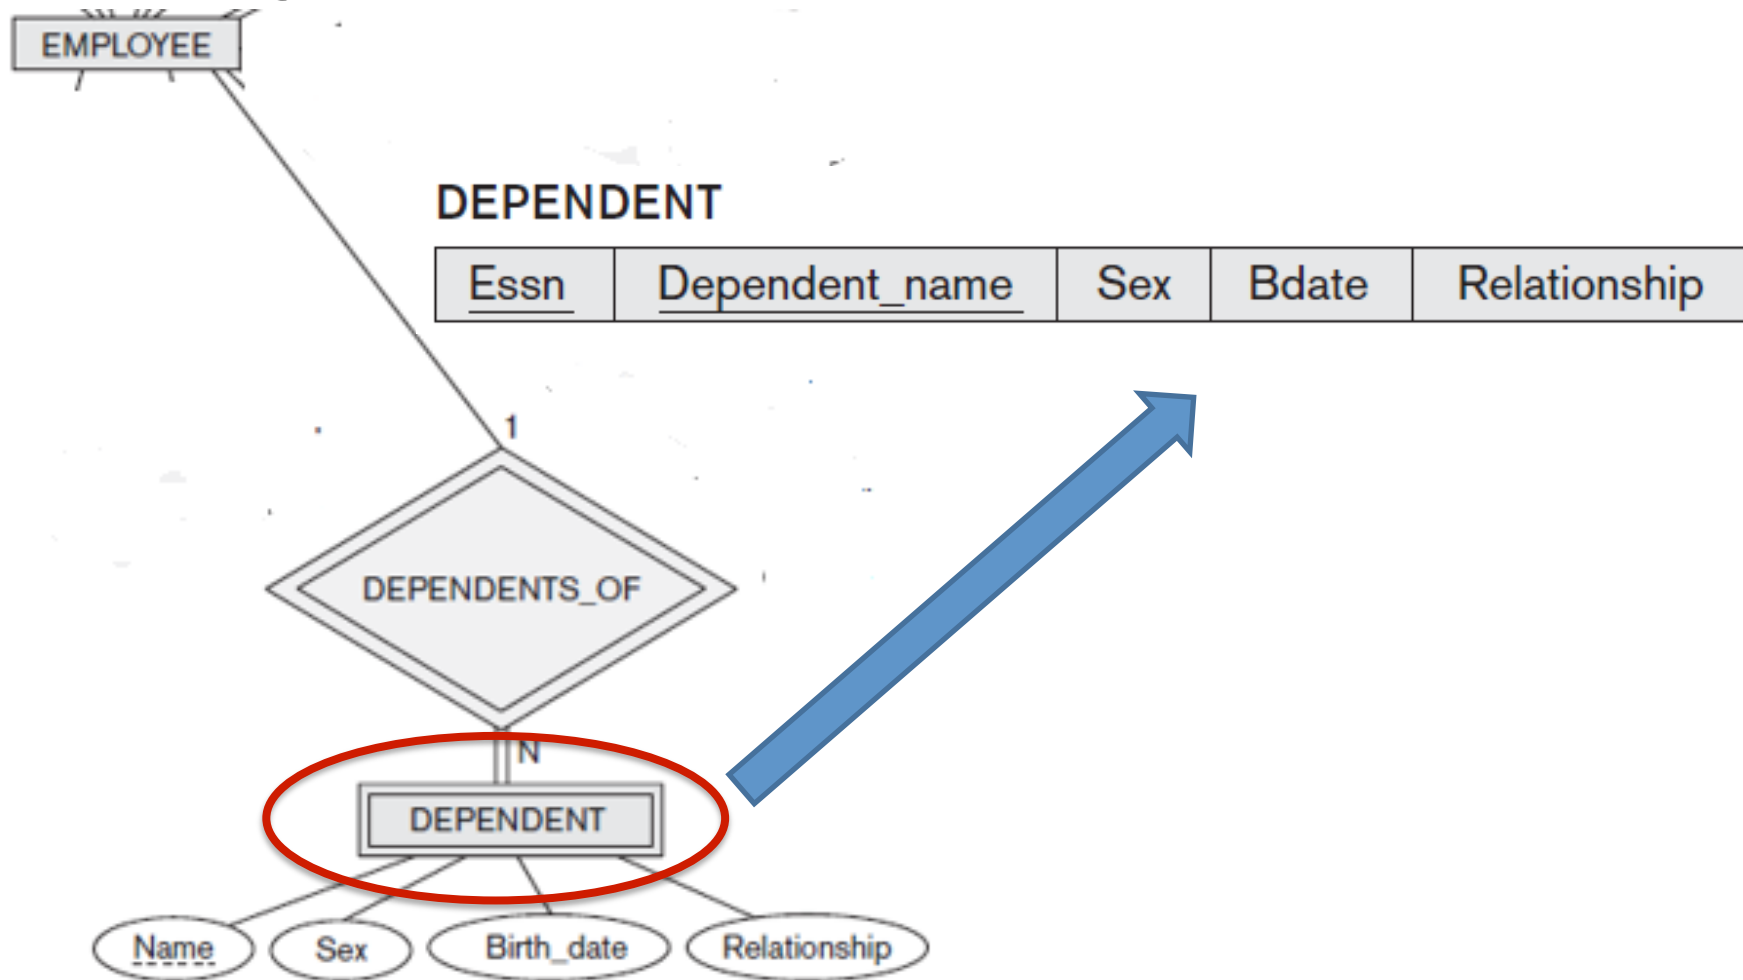 EMPLOYEE
DEPENDENT
Essn Dependent_name Sex Bdate Relationship
1
DEPENDENTS_OF
N
DEPENDENT
Name Sex Birth_date Relationship